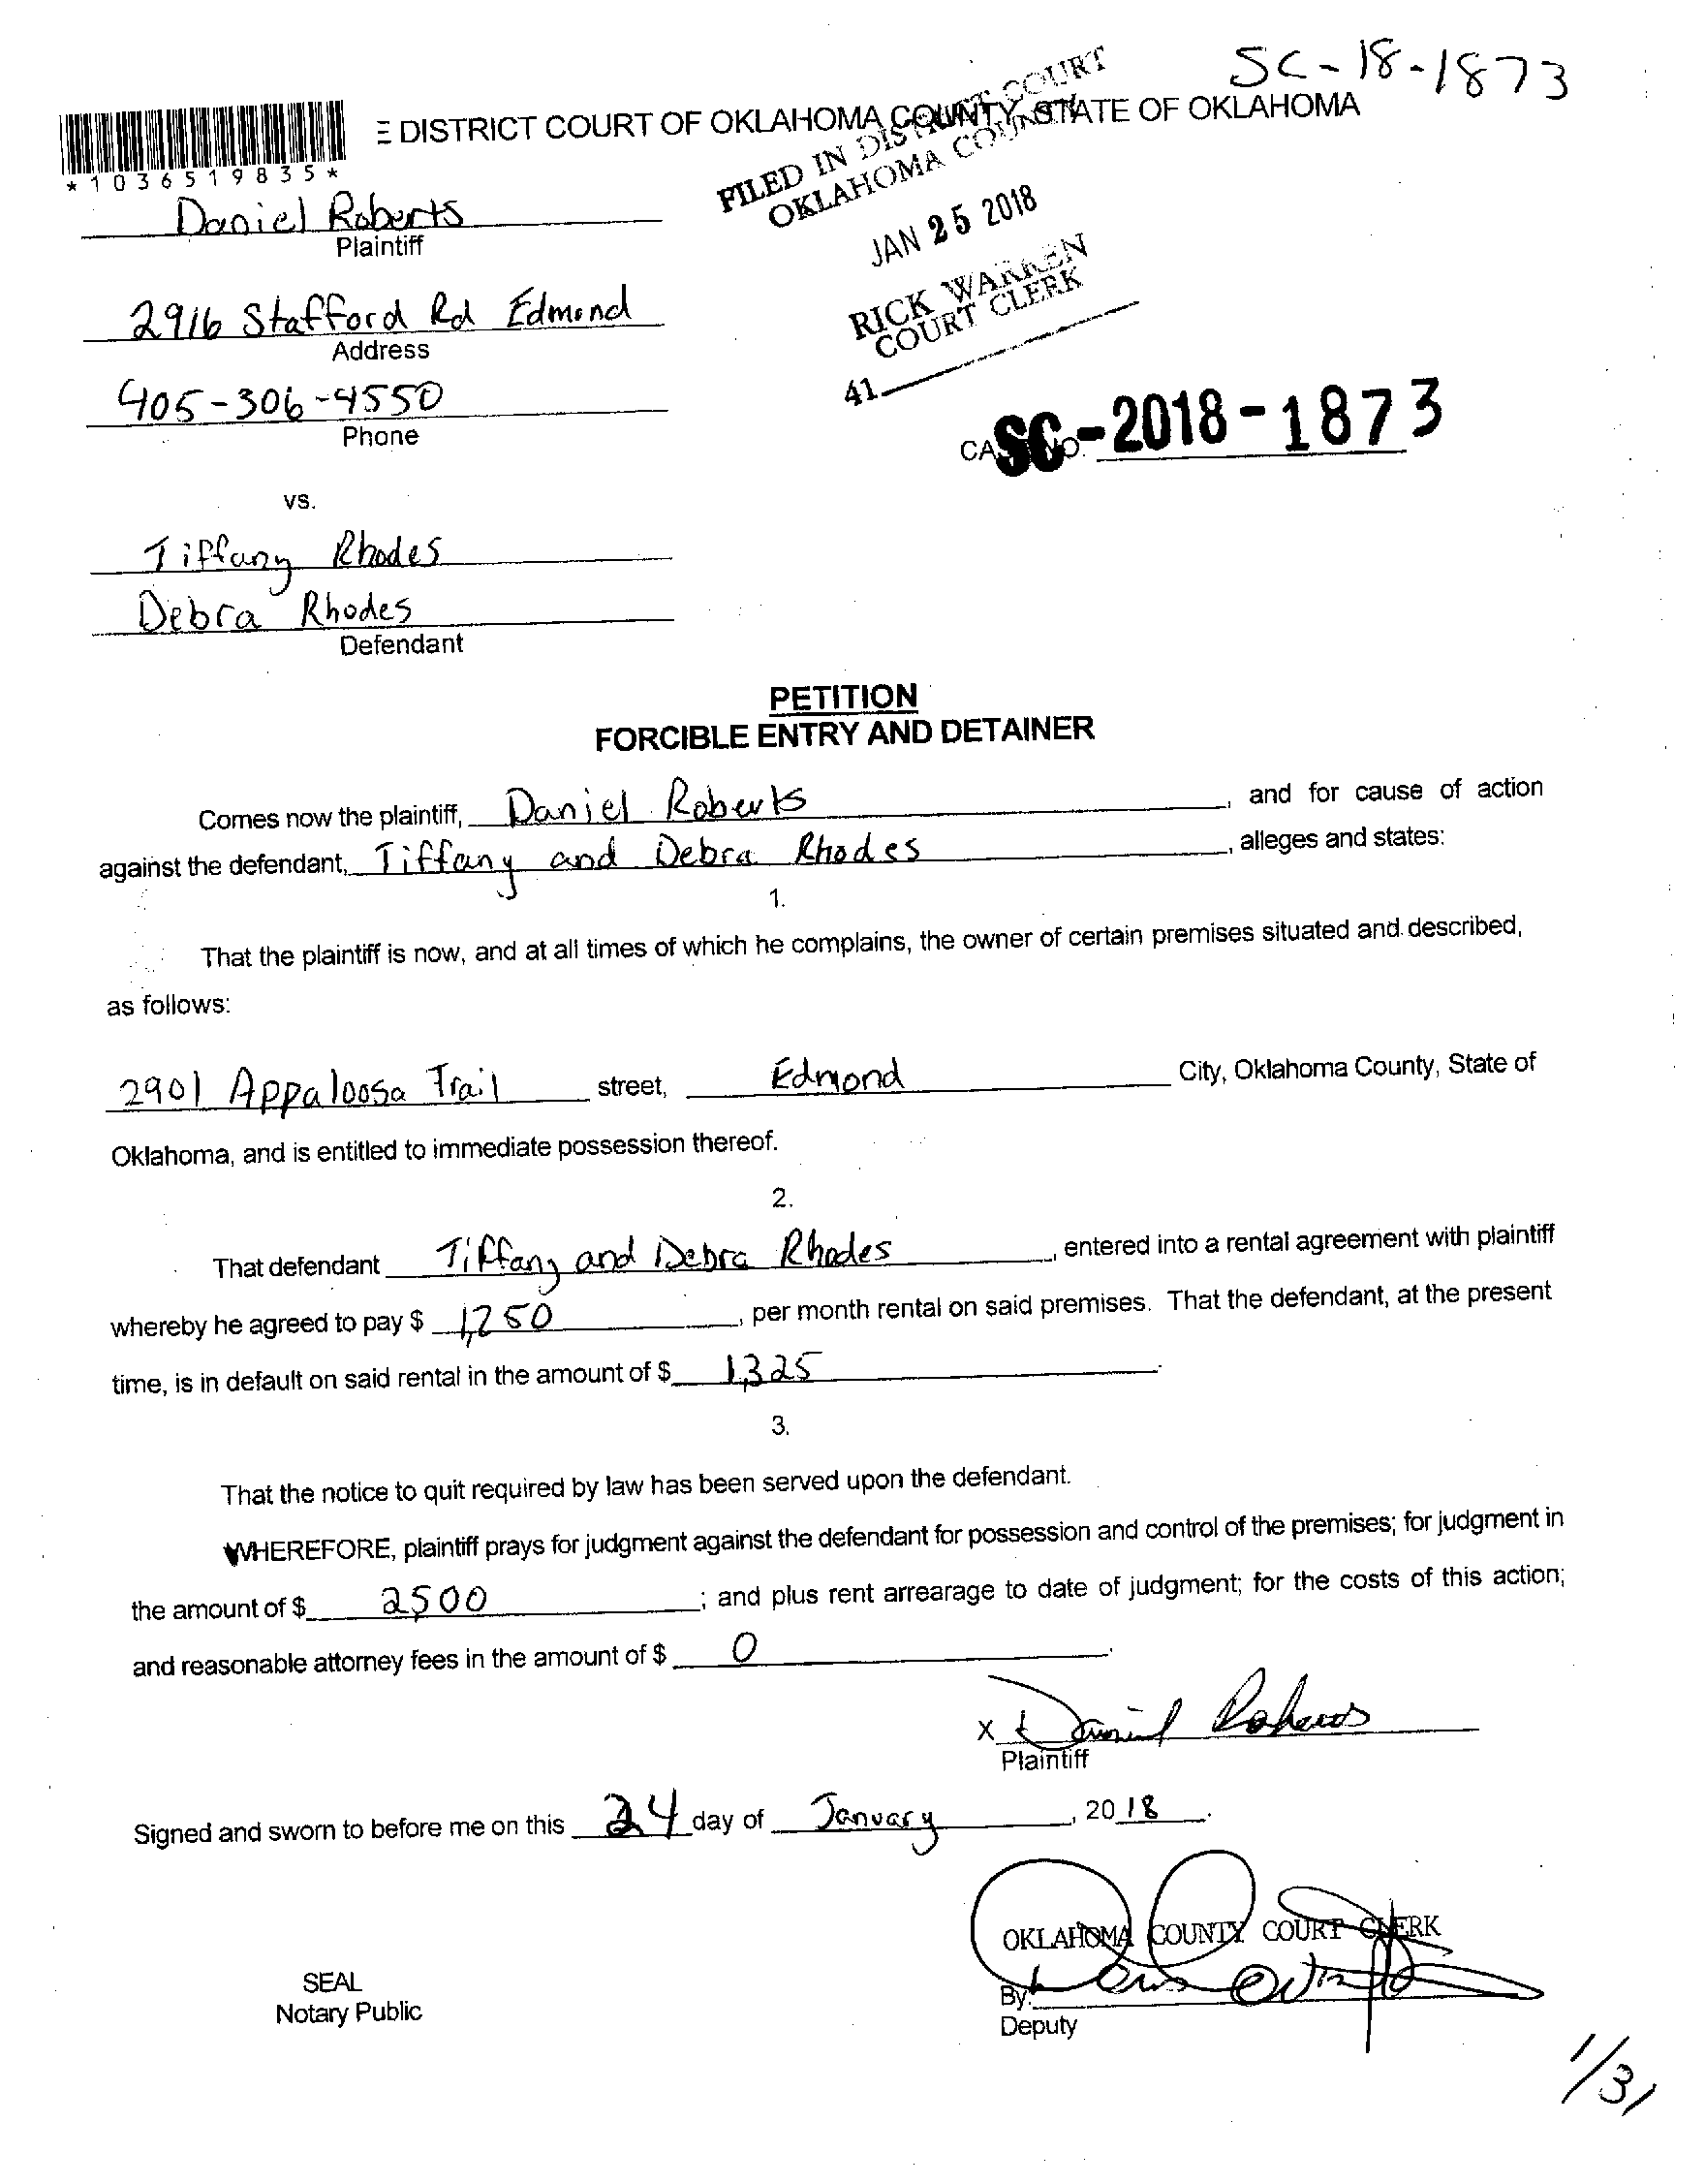 SC-18-1873
E DISTRICT COURT OF OKLAHOMA COUNTY, STATE OF OKLAHOMA
*1036519835*
FILED IN DISTRICT COURT
OKLAHOMA COUNTY
JAN 25 2018
RICK WARREN
COURT CLERK
41
Daniel Roberts
Plaintiff
2916 Stafford Rd Edmond
Address
405-306-4550
Phone
CASE NO. SC-2018-1873
vs.
Tiffany Rhodes
Debra Rhodes
Defendant
PETITION
FORCIBLE ENTRY AND DETAINER
Comes now the plaintiff, Daniel Roberts, and for cause of action
against the defendant, Tiffany and Debra Rhodes, alleges and states:
1.
That the plaintiff is now, and at all times of which he complains, the owner of certain premises situated and described,
as follows:
2901 Appaloosa Trail street, Edmond City, Oklahoma County, State of
Oklahoma, and is entitled to immediate possession thereof.
2.
That defendant Tiffany and Debra Rhodes, entered into a rental agreement with plaintiff
whereby he agreed to pay $ 1,250, per month rental on said premises. That the defendant, at the present
time, is in default on said rental in the amount of $ 1,325.
3.
That the notice to quit required by law has been served upon the defendant.
WHEREFORE, plaintiff prays for judgment against the defendant for possession and control of the premises; for judgment in
the amount of $ 2,500; and plus rent arrearage to date of judgment; for the costs of this action;
and reasonable attorney fees in the amount of $ 0.
x Daniel Roberts
Plaintiff
Signed and sworn to before me on this 24 day of January, 2018.
OKLAHOMA COUNTY COURT CLERK
SEAL
By:
Notary Public
Deputy
1/31